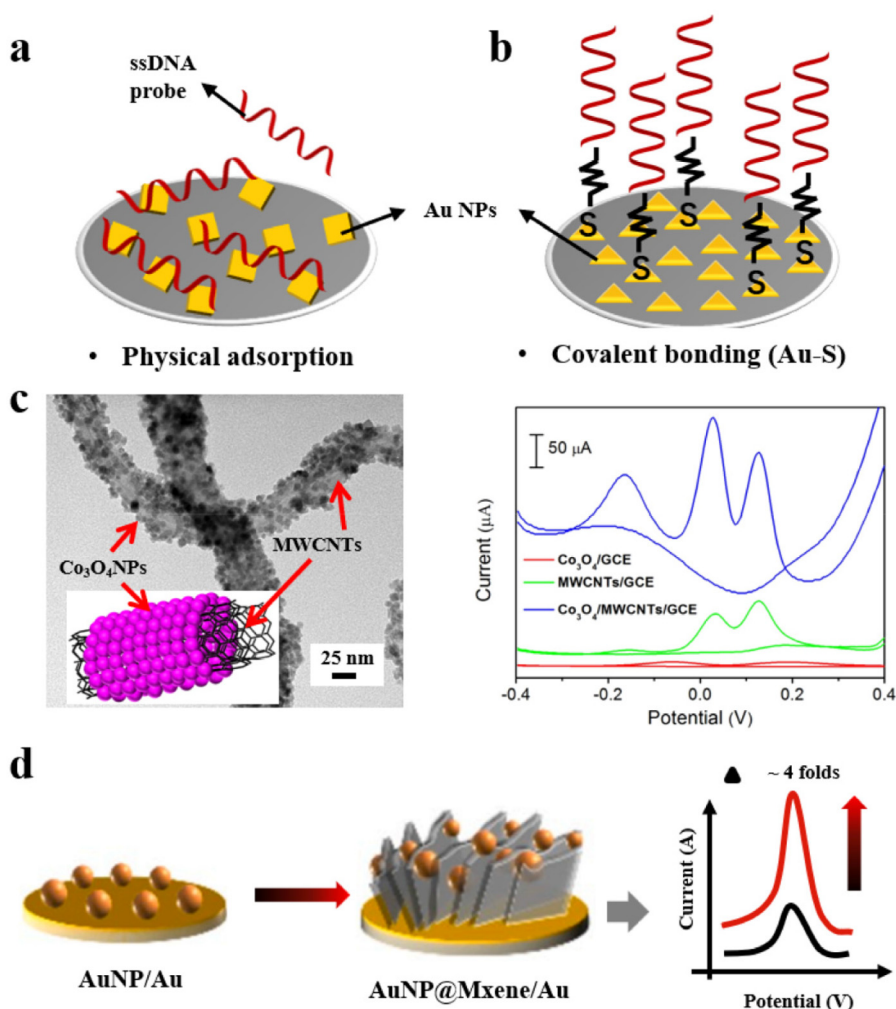 a
ssDNA
probe
b
Au NPs
S
S
S
S
S
• Physical adsorption
• Covalent bonding (Au-S)
c
Co₃O₄NPs
MWCNTs
25 nm
50 μA
Current (μA)
Co₃O₄/GCE
MWCNTs/GCE
Co₃O₄/MWCNTs/GCE
-0.4 -0.2 0.0 0.2 0.4
Potential (V)
d
AuNP/Au
AuNP@Mxene/Au
~ 4 folds
Current (A)
Potential (V)